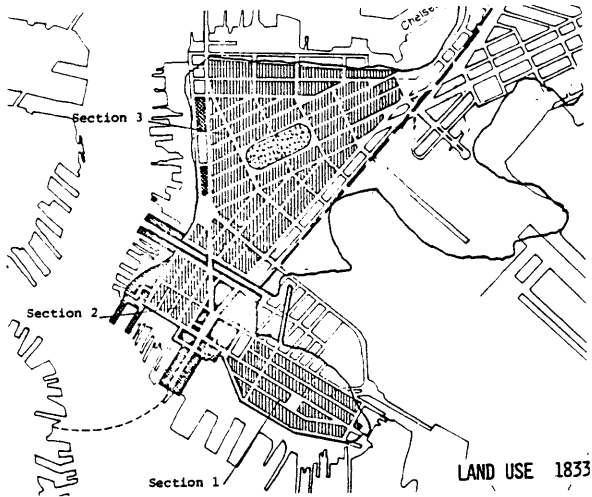 Chelse
Section 3
Section 2
Section 1
LAND USE 1833